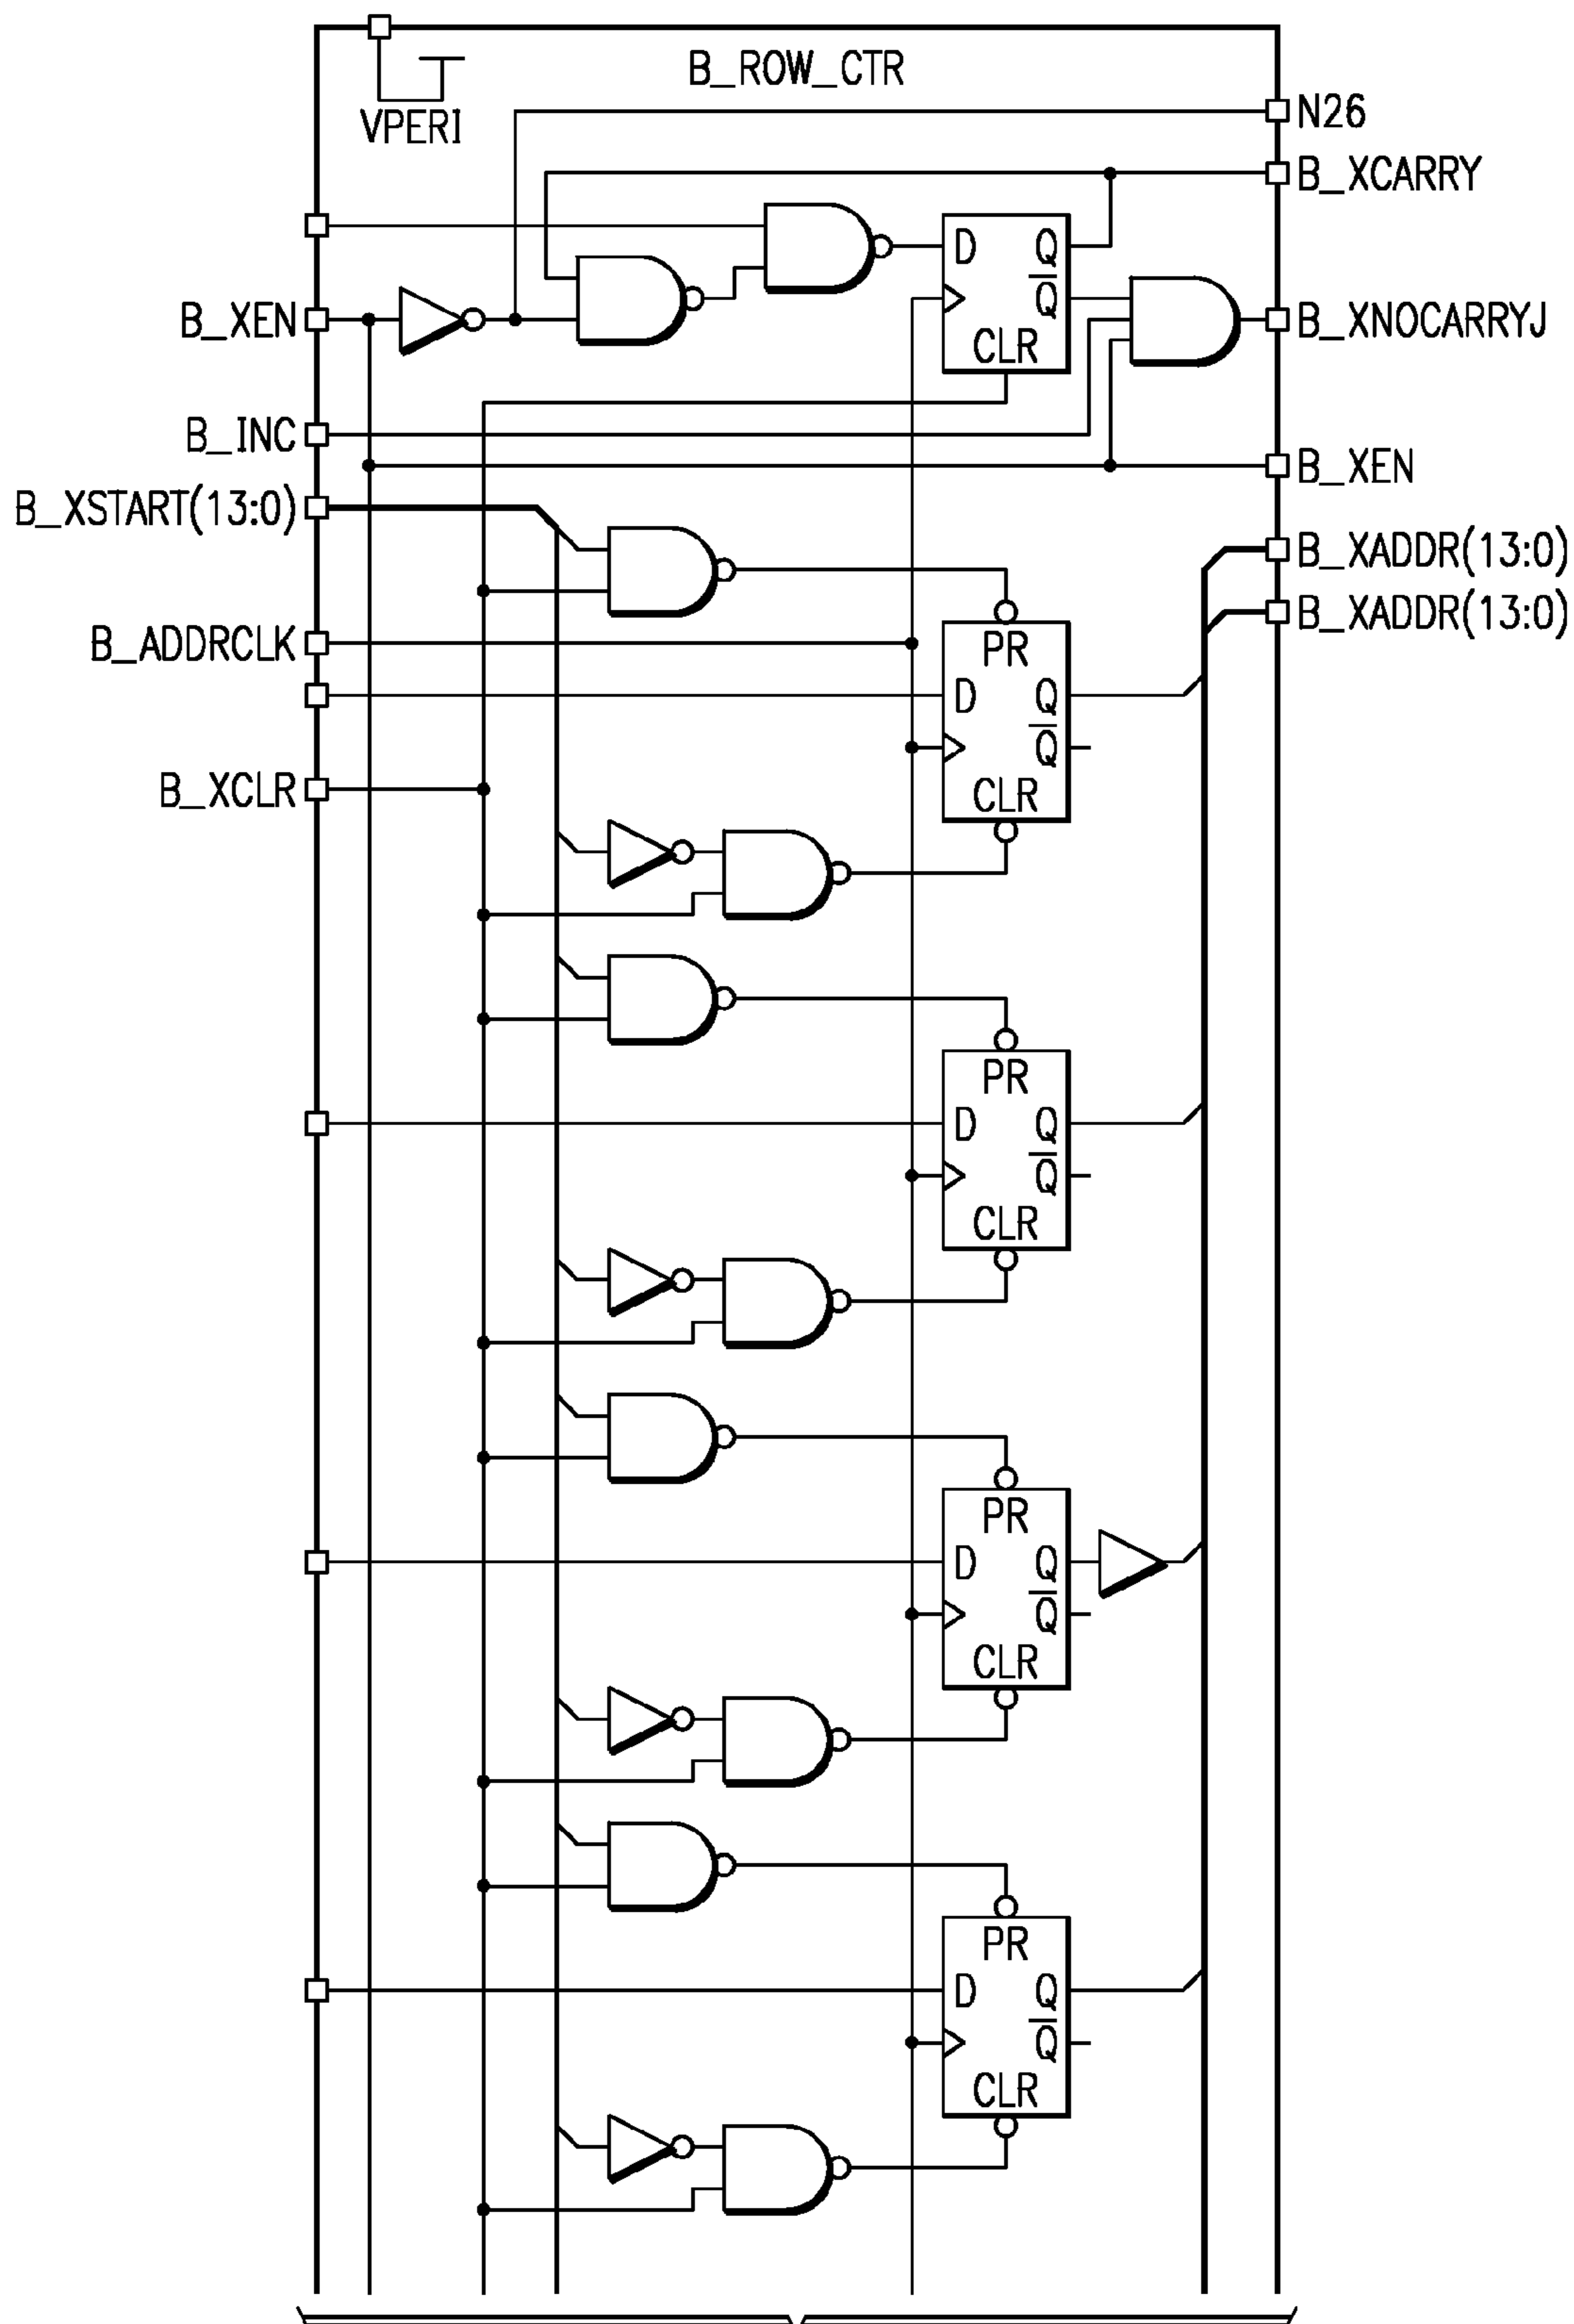 B_ROW_CTR
VPERI
N26
B_XCARRY
D Q
Q
CLR
B_XEN
B_XNOCARRYJ
B_INC
B_XEN
B_XSTART(13:0)
B_XADDR(13:0)
B_XADDR(13:0)
B_ADDRCLK
PR
D Q
Q
CLR
B_XCLR
PR
D Q
Q
CLR
PR
D Q
Q
CLR
PR
D Q
Q
CLR